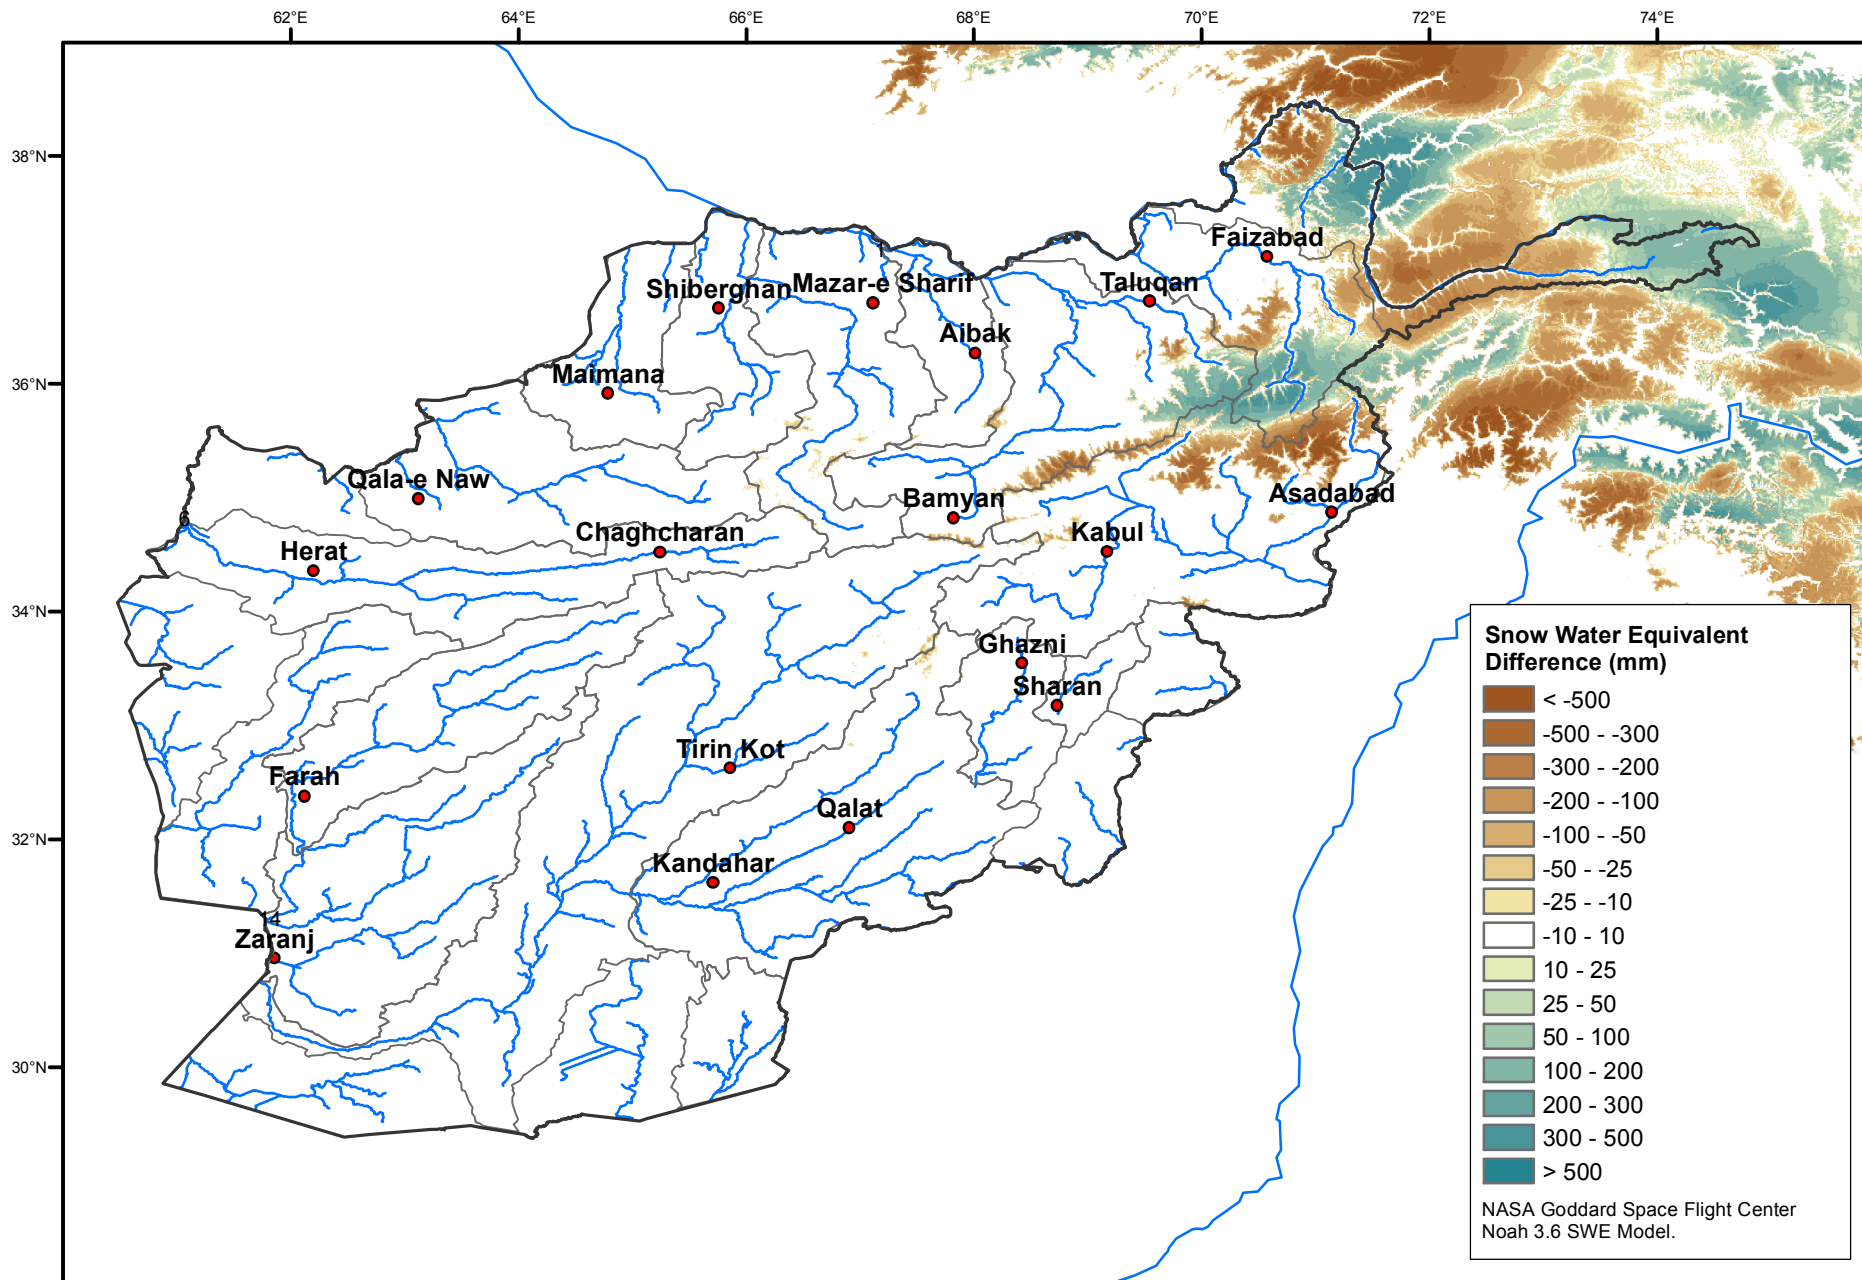 62°E 64°E 66°E 68°E 70°E 72°E 74°E
38°N
Faizabad
Shiberghan Mazar-e Sharif Taluqan
Aibak
36°N
Maimana
Qala-e Naw
Bamyan Asadabad
6
Chaghcharan Kabul
Herat
34°N
Ghazni
Sharan
Tirin Kot
Farah
Qalat
32°N
Kandahar
14
Zaranj
30°N
Snow Water Equivalent
Difference (mm)
< -500
-500 - -300
-300 - -200
-200 - -100
-100 - -50
-50 - -25
-25 - -10
-10 - 10
10 - 25
25 - 50
50 - 100
100 - 200
200 - 300
300 - 500
> 500
NASA Goddard Space Flight Center
Noah 3.6 SWE Model.